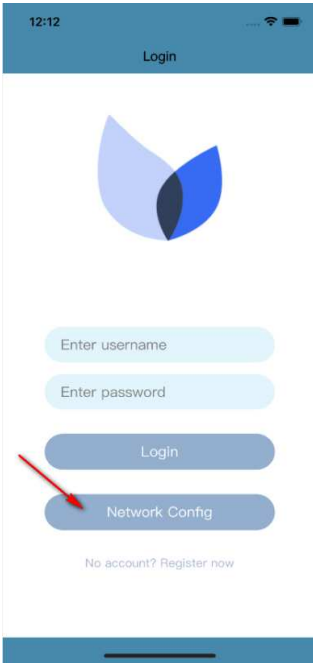 12:12
Login
Enter username
Enter password
Login
Network Config
No account? Register now